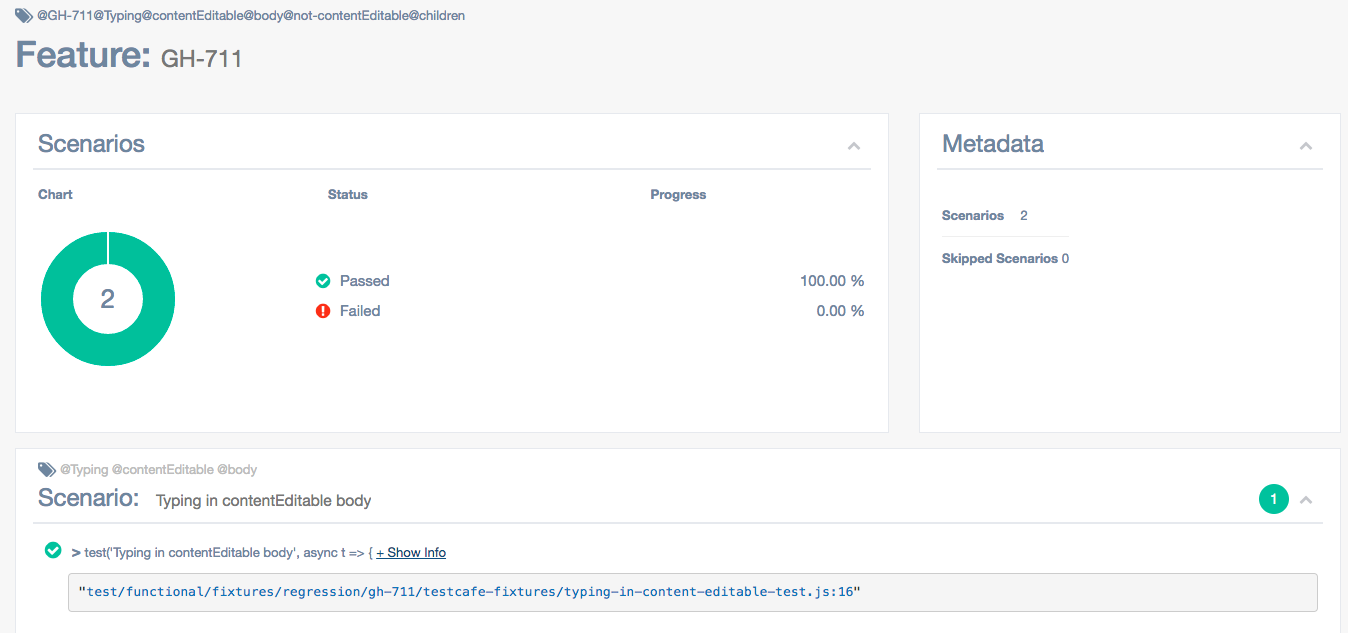 @GH-711@Typing@contentEditable@body@not-contentEditable@children
Feature: GH-711
Scenarios
Chart Status Progress
2
Passed 100.00 %
Failed 0.00 %
Metadata
Scenarios 2
Skipped Scenarios 0
@Typing @contentEditable @body
Scenario: Typing in contentEditable body 1
> test('Typing in contentEditable body', async t => { + Show Info
"test/functional/fixtures/regression/gh-711/testcafe-fixtures/typing-in-content-editable-test.js:16"